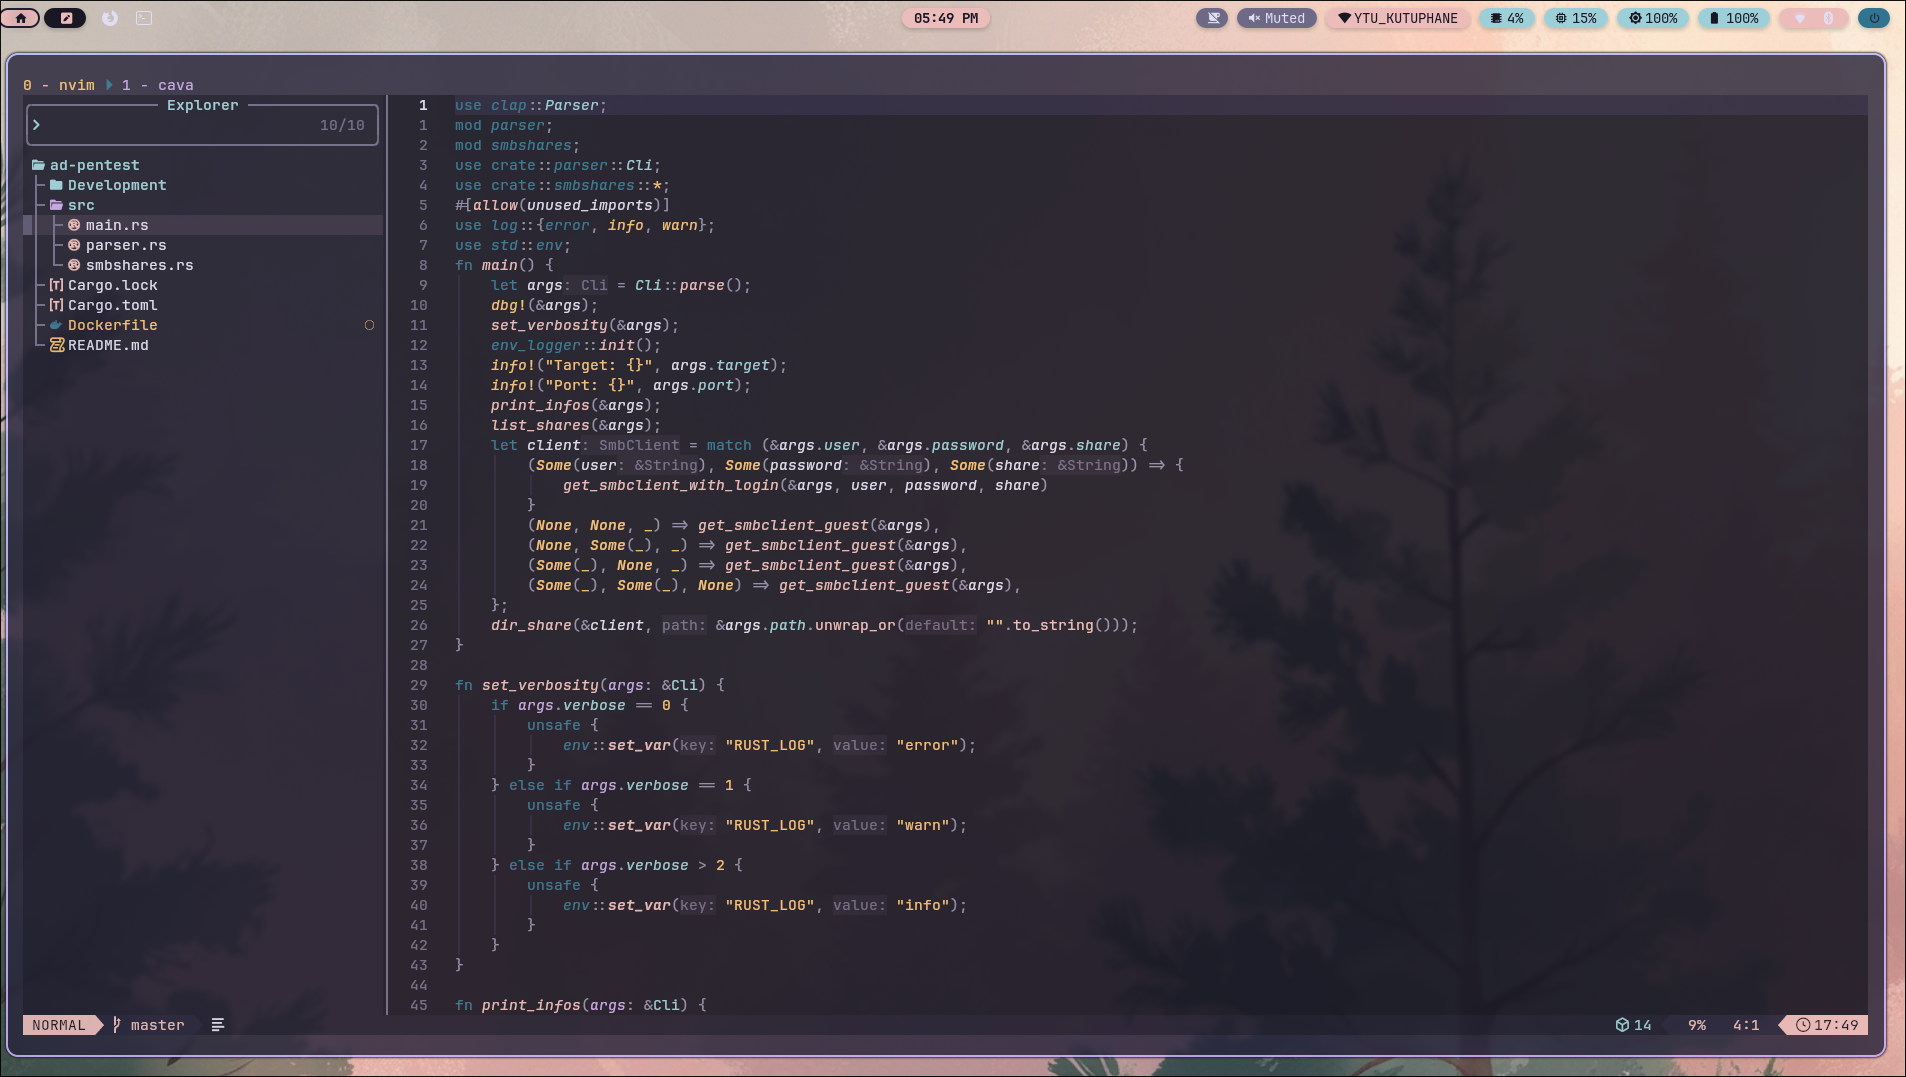 05:49 PM
Muted
YTU_KUTUPHANE
4%
15%
100%
100%
0 - nvim 1 - cava
Explorer
10/10
ad-pentest
Development
src
main.rs
parser.rs
smbshares.rs
Cargo.lock
Cargo.toml
Dockerfile
README.md
1 use clap::Parser;
1 mod parser;
2 mod smbshares;
3 use crate::parser::Cli;
4 use crate::smbshares::*;
5 #[allow(unused_imports)]
6 use log::{error, info, warn};
7 use std::env;
8 fn main() {
9 let args: Cli = Cli::parse();
10 dbg!(&args);
11 set_verbosity(&args);
12 env_logger::init();
13 info!("Target: {}", args.target);
14 info!("Port: {}", args.port);
15 print_infos(&args);
16 list_shares(&args);
17 let client: SmbClient = match (&args.user, &args.password, &args.share) {
18 (Some(user: &String), Some(password: &String), Some(share: &String)) => {
19 get_smbclient_with_login(&args, user, password, share)
20 }
21 (None, None, _) => get_smbclient_guest(&args),
22 (None, Some(_), _) => get_smbclient_guest(&args),
23 (Some(_), None, _) => get_smbclient_guest(&args),
24 (Some(_), Some(_), None) => get_smbclient_guest(&args),
25 };
26 dir_share(&client, path: &args.path.unwrap_or(default: "".to_string()));
27 }
28
29 fn set_verbosity(args: &Cli) {
30 if args.verbose == 0 {
31 unsafe {
32 env::set_var(key: "RUST_LOG", value: "error");
33 }
34 } else if args.verbose == 1 {
35 unsafe {
36 env::set_var(key: "RUST_LOG", value: "warn");
37 }
38 } else if args.verbose > 2 {
39 unsafe {
40 env::set_var(key: "RUST_LOG", value: "info");
41 }
42 }
43 }
44
45 fn print_infos(args: &Cli) {
NORMAL master
14 9% 4:1 17:49